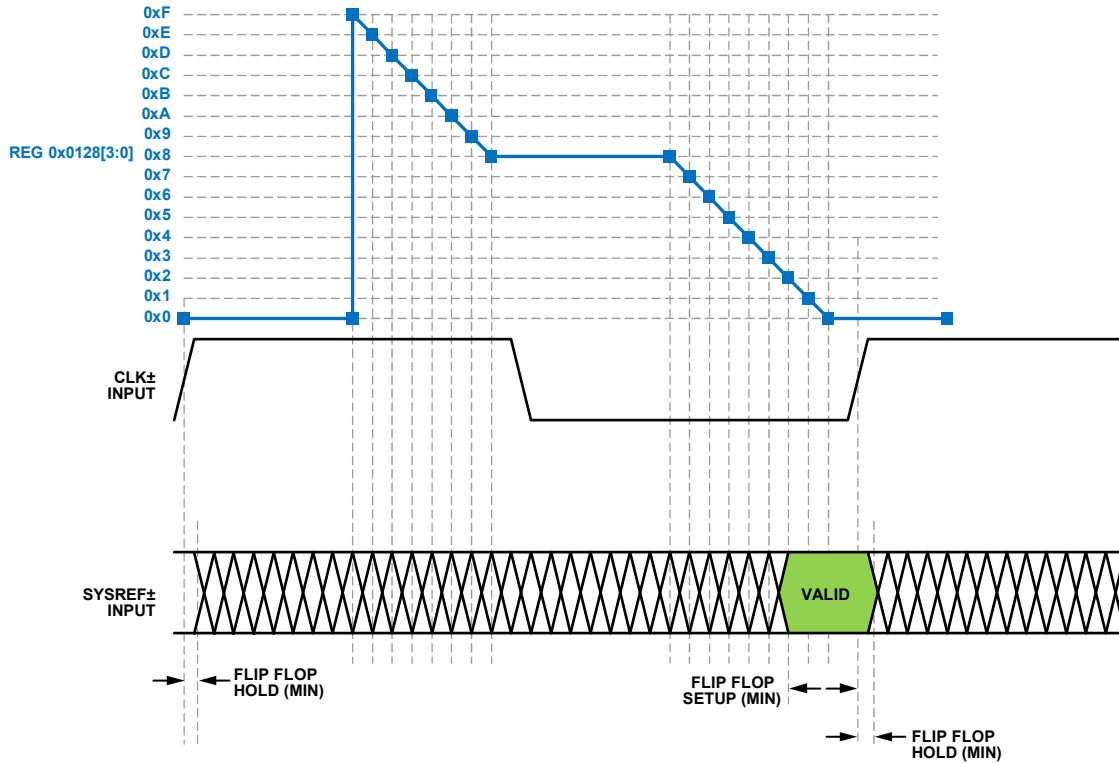 0xF
0xE
0xD
0xC
0xB
0xA
0x9
REG 0x0128[3:0] 0x8
0x7
0x6
0x5
0x4
0x3
0x2
0x1
0x0
CLK±
INPUT
SYSREF±
INPUT
VALID
FLIP FLOP
HOLD (MIN)
FLIP FLOP
SETUP (MIN)
FLIP FLOP
HOLD (MIN)